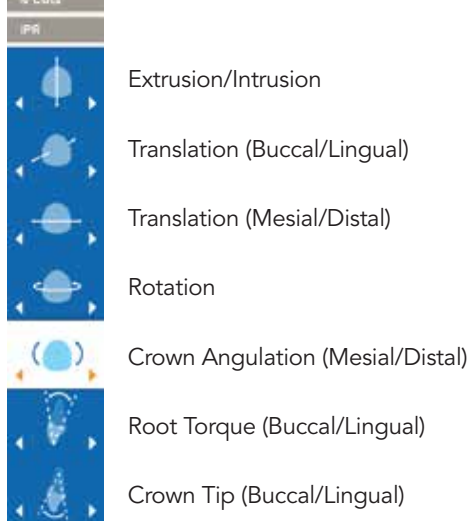 IPR
Extrusion/Intrusion
Translation (Buccal/Lingual)
Translation (Mesial/Distal)
Rotation
Crown Angulation (Mesial/Distal)
Root Torque (Buccal/Lingual)
Crown Tip (Buccal/Lingual)